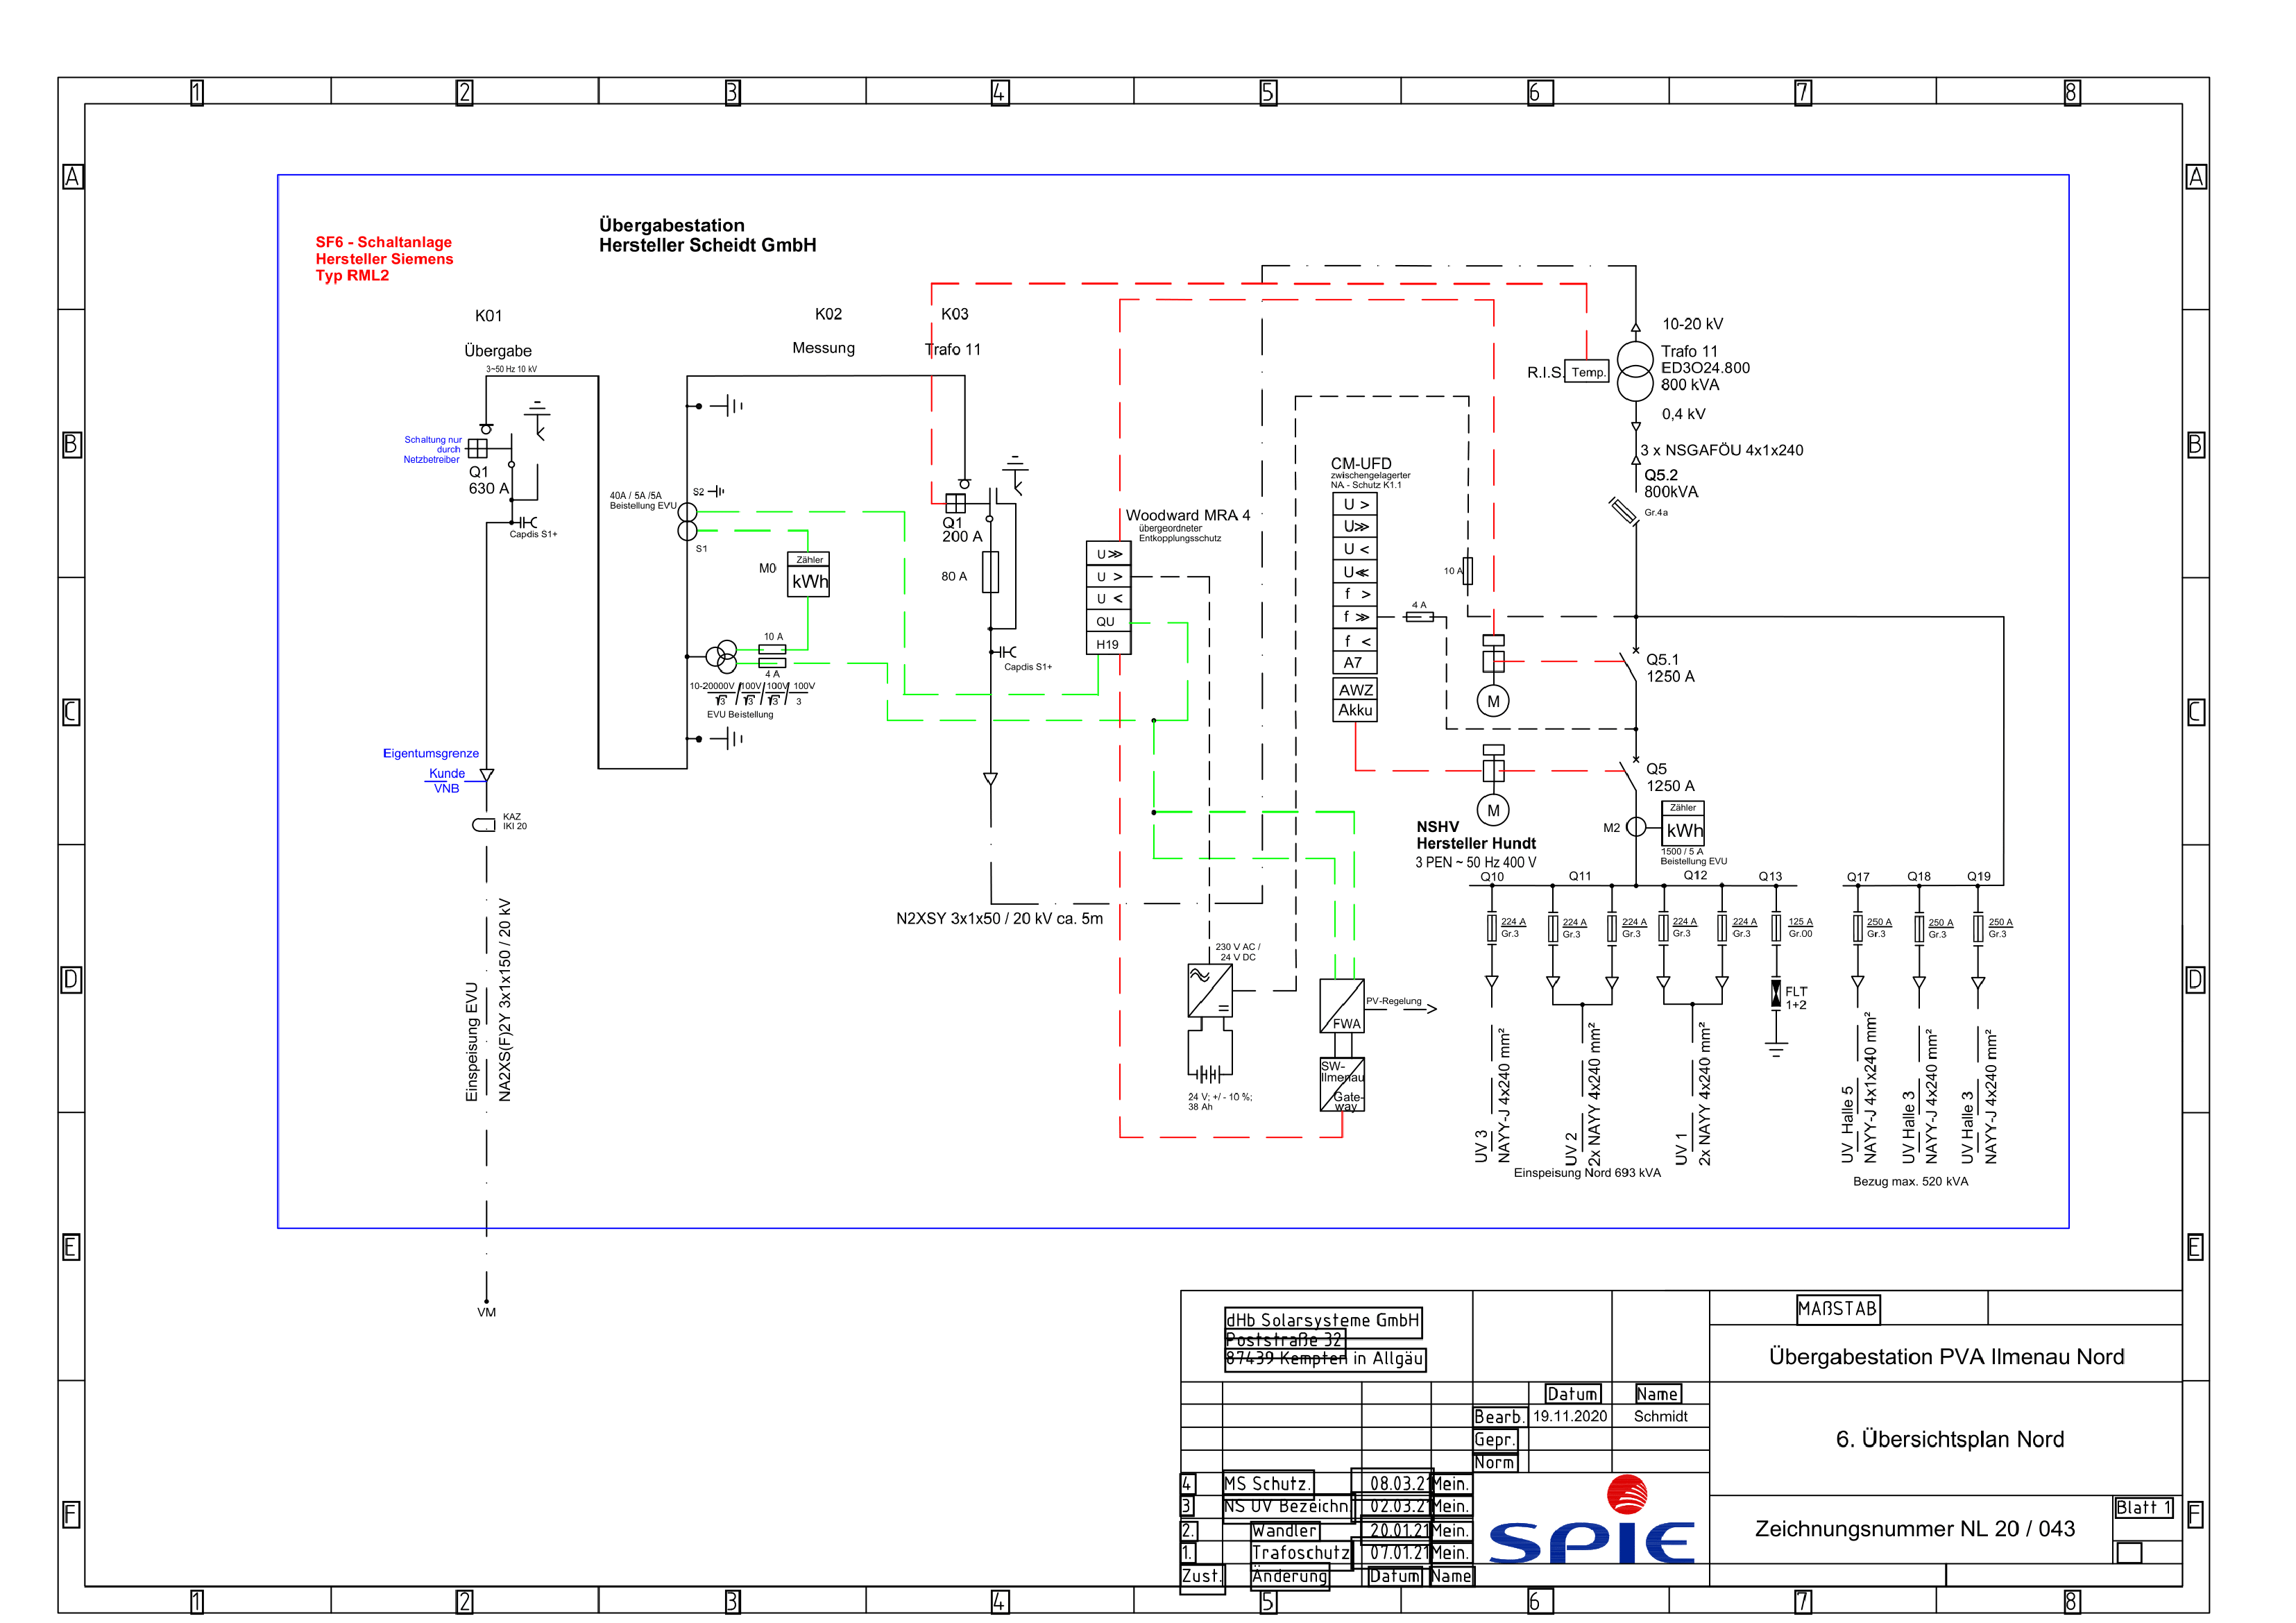 1 2 3 4 5 6 7 8
A
B
C
D
E
F
A
B
C
D
E
F
SF6 - Schaltanlage
Hersteller Siemens
Typ RML2
Übergabestation
Hersteller Scheidt GmbH
K01
Übergabe
3~50 Hz 10 kV
K02
Messung
K03
Trafo 11
Schaltung nur
durch
Netzbetreiber
Q1
630 A
Capdis S1+
40A / 5A /5A
Beistellung EVU
S2
S1
M0
Zähler
kWh
10 A
4 A
10-20000V / 100V / 100V / 100V
√3 √3 √3 3
EVU Beistellung
Q1
200 A
80 A
Capdis S1+
Eigentumsgrenze
Kunde
VNB
KAZ
IKI 20
Einspeisung EVU
NA2XS(F)2Y 3x1x150 / 20 kV
VM
N2XSY 3x1x50 / 20 kV ca. 5m
Woodward MRA 4
übergeordneter
Entkopplungsschutz
U≫
U >
U <
QU
H19
CM-UFD
zwischengelagerter
NA - Schutz K1.1
U >
U≫
U <
U≪
f >
f ≫
f <
A7
AWZ
Akku
10 A
4 A
M
M
R.I.S. Temp.
10-20 kV
Trafo 11
ED3O24.800
800 kVA
0,4 kV
3 x NSGAFÖU 4x1x240
Q5.2
800kVA
Gr.4a
Q5.1
1250 A
Q5
1250 A
M2
Zähler
kWh
1500 / 5 A
Beistellung EVU
NSHV
Hersteller Hundt
3 PEN ~ 50 Hz 400 V
Q10 Q11 Q12 Q13 Q17 Q18 Q19
224 A
Gr.3
224 A
Gr.3
224 A
Gr.3
224 A
Gr.3
224 A
Gr.3
125 A
Gr.00
250 A
Gr.3
250 A
Gr.3
250 A
Gr.3
FLT
1+2
230 V AC /
24 V DC
24 V; +/ - 10 %;
38 Ah
FWA
PV-Regelung
SW-
Ilmenau
Gate-
way
UV 3
NAYY-J 4x240 mm²
UV 2
2x NAYY 4x240 mm²
UV 1
2x NAYY 4x240 mm²
UV Halle 5
NAYY-J 4x1x240 mm²
UV Halle 3
NAYY-J 4x240 mm²
UV Halle 3
NAYY-J 4x240 mm²
Einspeisung Nord 693 kVA
Bezug max. 520 kVA
dHb Solarsysteme GmbH
Poststraße 32
87439 Kempten in Allgäu
MAßSTAB
Übergabestation PVA Ilmenau Nord
Datum Name
Bearb. 19.11.2020 Schmidt
Gepr.
Norm
6. Übersichtsplan Nord
4 MS Schutz. 08.03.21 Mein.
3 NS UV Bezeichn. 02.03.21 Mein.
2. Wandler 20.01.21 Mein.
1. Trafoschutz 07.01.21 Mein.
Zust. Änderung Datum Name
SPIE
Zeichnungsnummer NL 20 / 043
Blatt 1
1 2 3 4 5 6 7 8